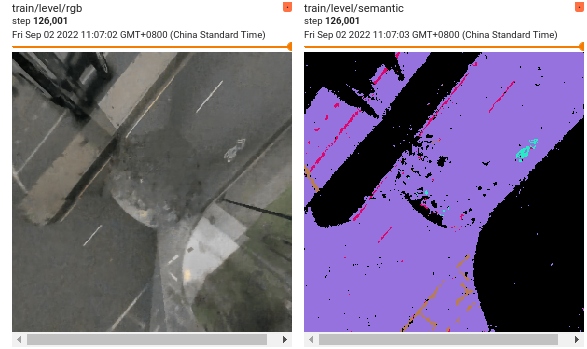 train/level/rgb
step 126,001
Fri Sep 02 2022 11:07:02 GMT+0800 (China Standard Time)
train/level/semantic
step 126,001
Fri Sep 02 2022 11:07:03 GMT+0800 (China Standard Time)